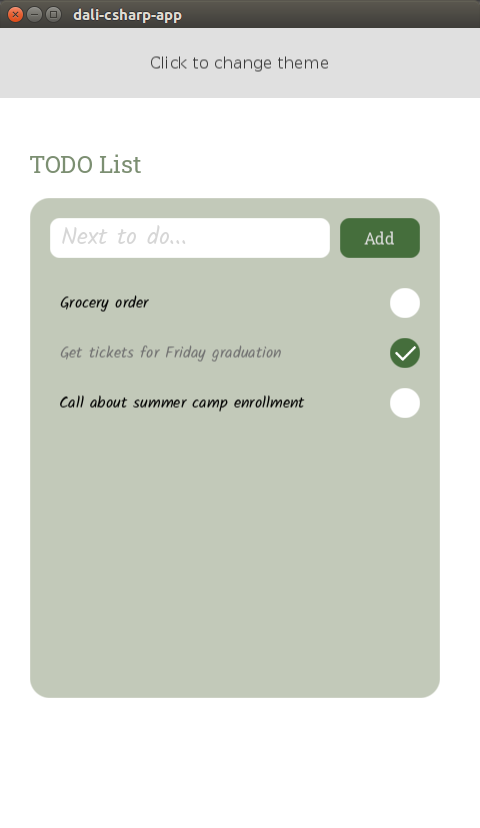 dali-csharp-app
Click to change theme
TODO List
Next to do...
Add
Grocery order
Get tickets for Friday graduation
Call about summer camp enrollment